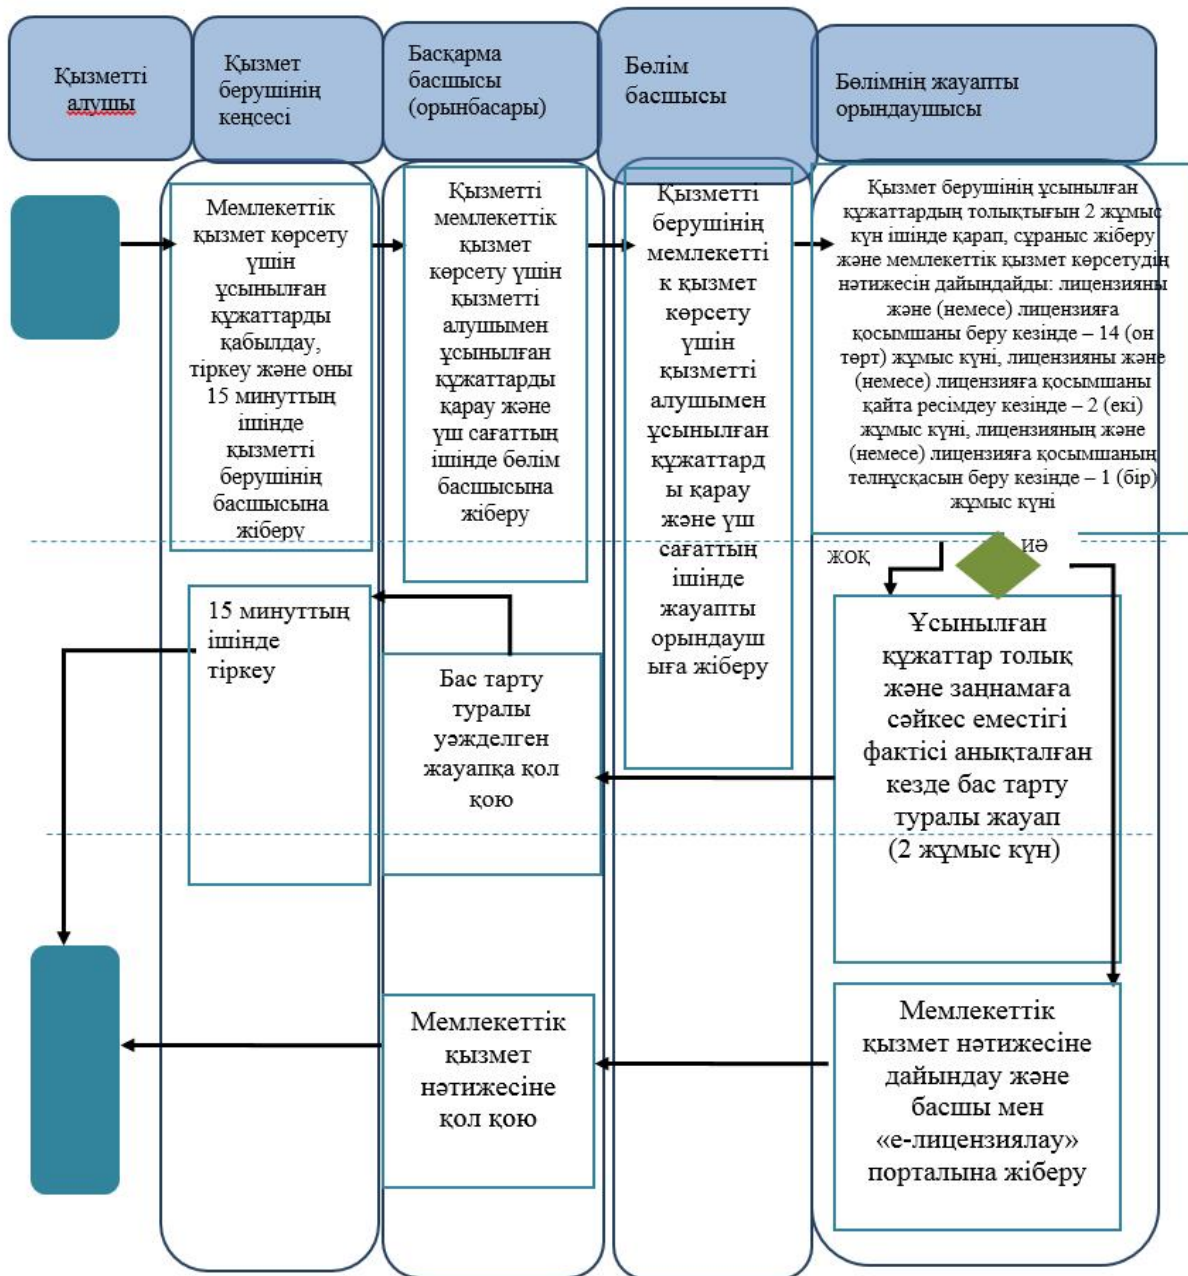 Қызметті
алушы
Қызмет
берушінің
кеңсесі
Басқарма
басшысы
(орынбасары)
Бөлім
басшысы
Бөлімнің жауапты
орындаушысы
Мемлекеттік
қызмет көрсету
үшін
ұсынылған
құжаттарды
қабылдау,
тіркеу және оны
15 минуттың
ішінде
қызметті
берушінің
басшысына
жіберу
Қызметті
мемлекеттік
қызмет
көрсету үшін
қызметті
алушымен
ұсынылған
құжаттарды
қарау және
үш сағаттың
ішінде бөлім
басшысына
жіберу
Қызметті
берушінің
мемлекетті
к қызмет
көрсету
үшін
қызметті
алушымен
ұсынылған
құжаттард
ы қарау
және үш
сағаттың
ішінде
жауапты
орындауш
ыға жіберу
Қызмет берушінің ұсынылған
құжаттардың толықтығын 2 жұмыс
күн ішінде қарап, сұраныс жіберу
және мемлекеттік қызмет көрсетудің
нәтижесін дайындайды: лицензияны
және (немесе) лицензияға
қосымшаны беру кезінде – 14 (он
төрт) жұмыс күні, лицензияны және
(немесе) лицензияға қосымшаны
қайта ресімдеу кезінде – 2 (екі)
жұмыс күні, лицензияның және
(немесе) лицензияға қосымшаның
телнұсқасын беру кезінде – 1 (бір)
жұмыс күні
жоқ
иә
15 минуттың
ішінде
тіркеу
Бас тарту
туралы
уәжделген
жауапқа қол
қою
Ұсынылған
құжаттар толық
және заңнамаға
сәйкес еместігі
фактісі анықталған
кезде бас тарту
туралы жауап
(2 жұмыс күн)
Мемлекеттік
қызмет
нәтижесіне
қол қою
Мемлекеттік
қызмет нәтижесіне
дайындау және
басшы мен
«е-лицензиялау»
порталына жіберу